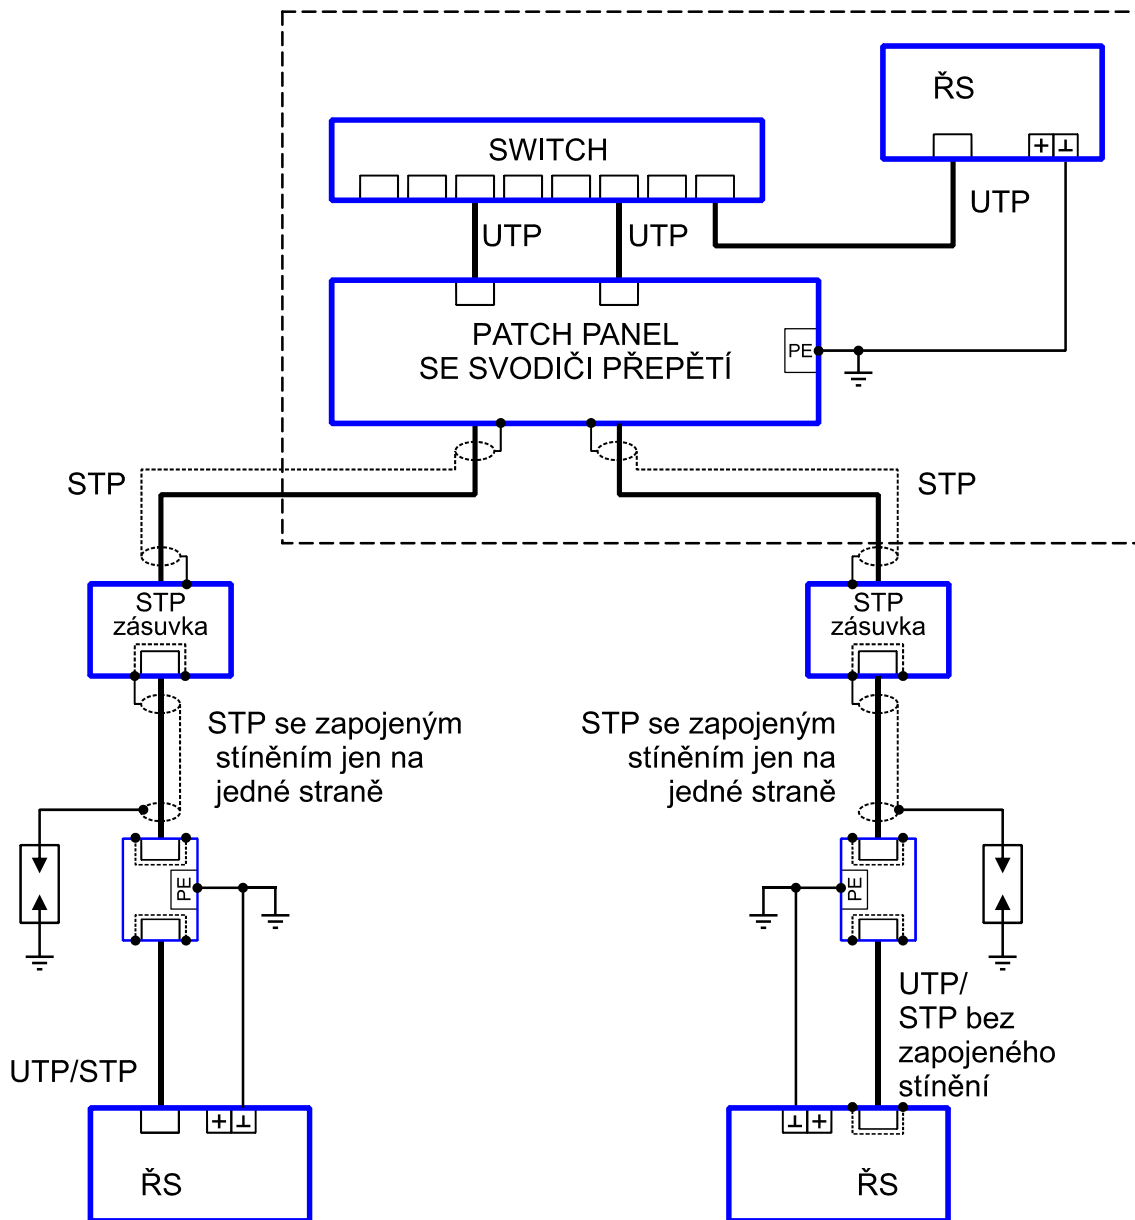 ŘS
SWITCH
+
⊥
UTP
UTP
UTP
PATCH PANEL
SE SVODIČI PŘEPĚTÍ
PE
STP
STP
STP
zásuvka
STP
zásuvka
STP se zapojeným
stíněním jen na
jedné straně
STP se zapojeným
stíněním jen na
jedné straně
PE
PE
UTP/
STP bez
zapojeného
stínění
UTP/STP
+
⊥
⊥
+
ŘS
ŘS